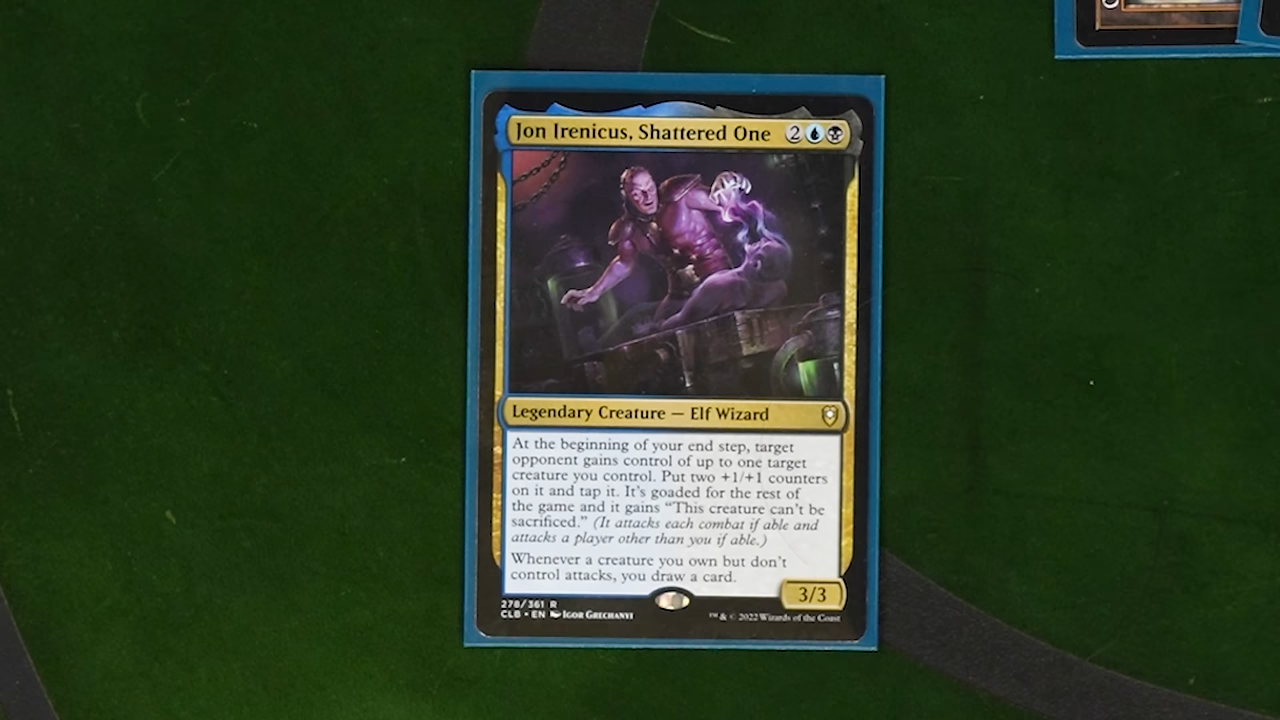 Jon Irenicus, Shattered One 2
Legendary Creature — Elf Wizard
At the beginning of your end step, target
opponent gains control of up to one target
creature you control. Put two +1/+1 counters
on it and tap it. It's goaded for the rest of
the game and it gains “This creature can't be
sacrificed.” (It attacks each combat if able and
attacks a player other than you if able.)
Whenever a creature you own but don't
control attacks, you draw a card.
3/3
278/361 R
CLB • EN Igor Grechanyi
™ & © 2022 Wizards of the Coast